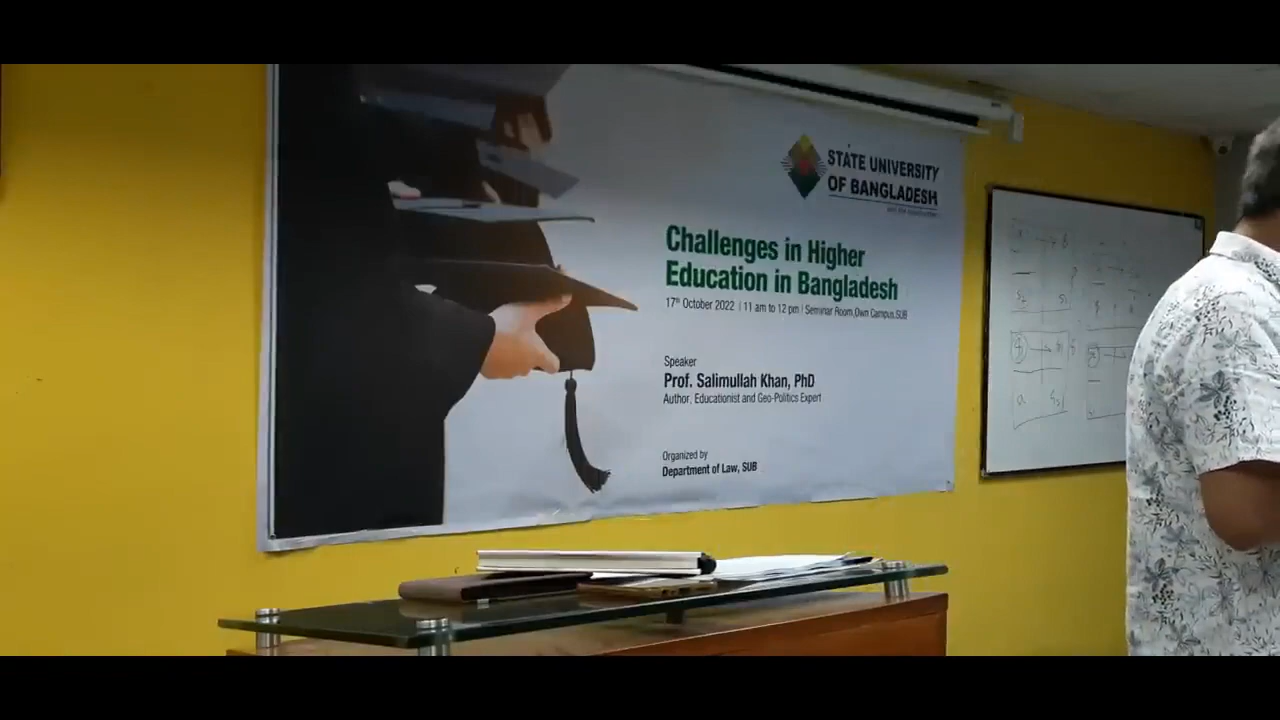 STATE UNIVERSITY
OF BANGLADESH
Challenges in Higher
Education in Bangladesh
17th October 2022 | 11 am to 12 pm | Seminar Room, Own Campus, SUB
Speaker
Prof. Salimullah Khan, PhD
Author, Educationist and Geo-Politics Expert
Organized by
Department of Law, SUB